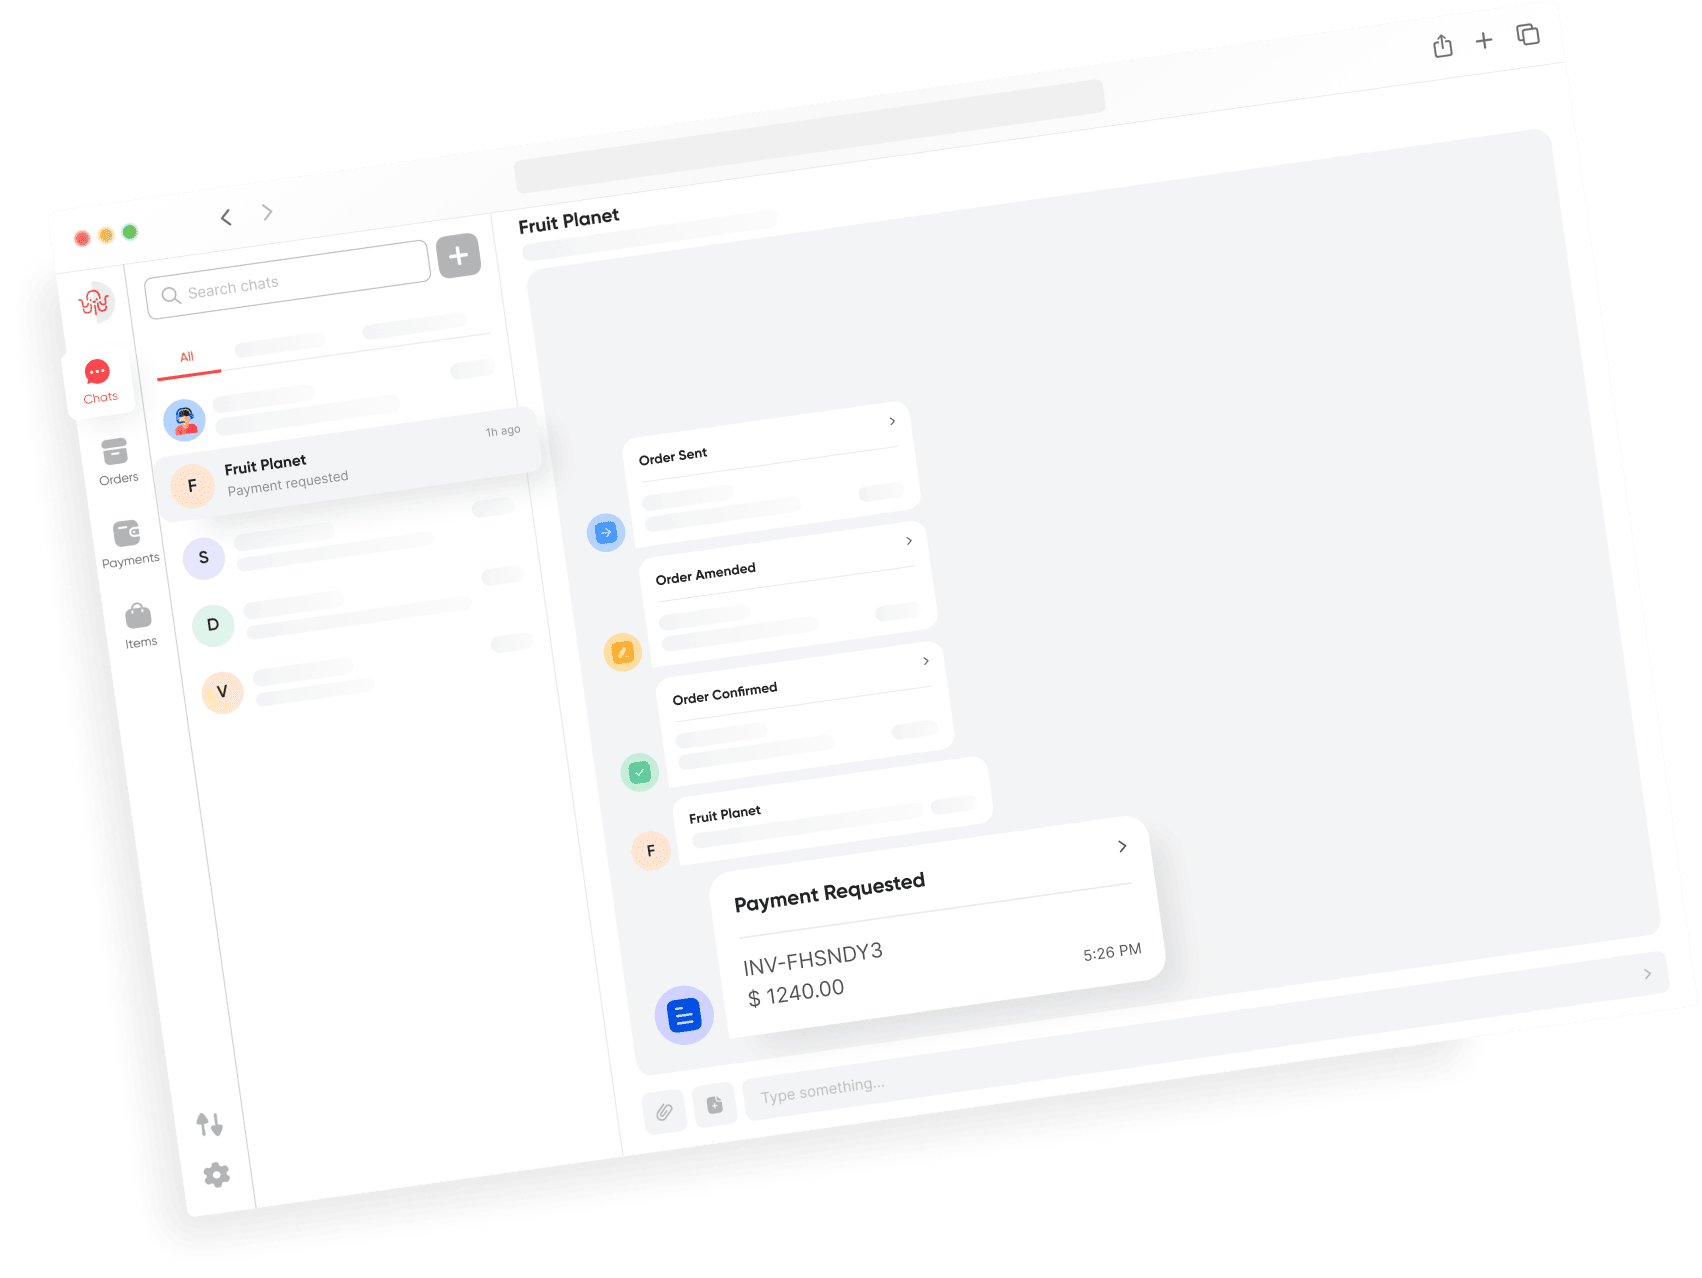 Search chats
All
Chats
Orders
Payments
Items
Fruit Planet
Payment requested
1h ago
F
S
D
V
Fruit Planet
Order Sent
Order Amended
Order Confirmed
Fruit Planet
F
Payment Requested
INV-FHSNDY3
$ 1240.00
5:26 PM
Type something...